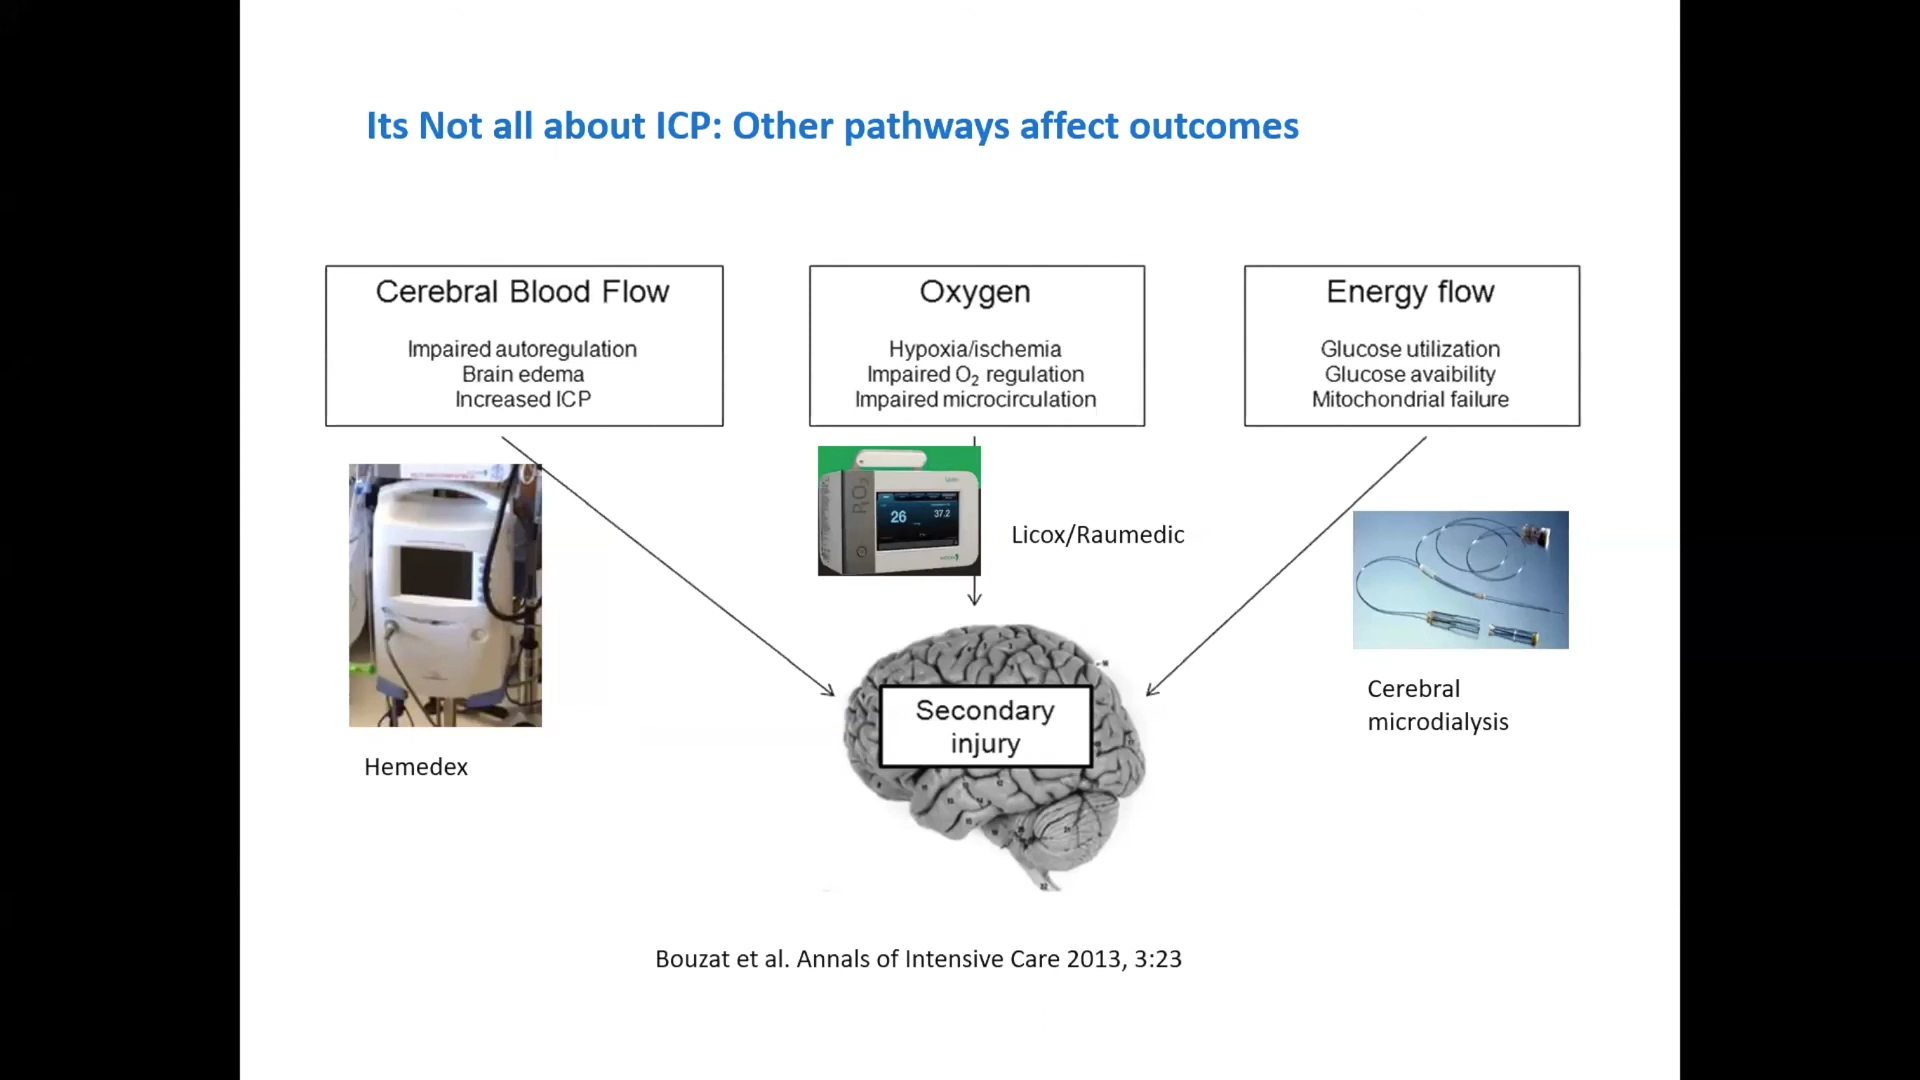 Its Not all about ICP: Other pathways affect outcomes
Cerebral Blood Flow
Impaired autoregulation
Brain edema
Increased ICP
Oxygen
Hypoxia/ischemia
Impaired O₂ regulation
Impaired microcirculation
Energy flow
Glucose utilization
Glucose avaibility
Mitochondrial failure
26
37.2
Licox/Raumedic
Hemedex
Cerebral
microdialysis
Secondary
injury
Bouzat et al. Annals of Intensive Care 2013, 3:23